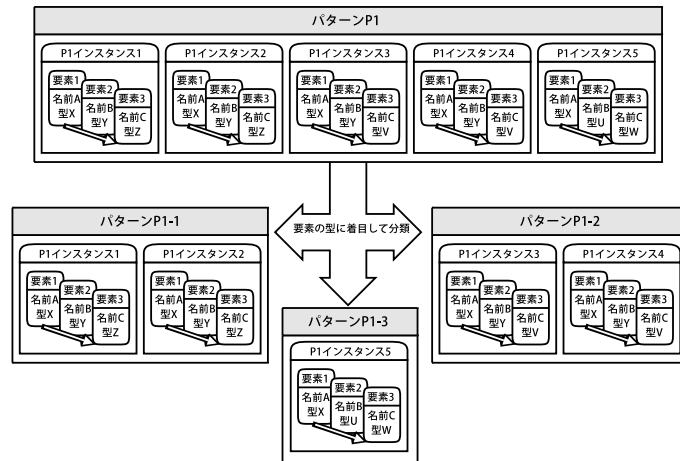 パターンP1
P1インスタンス1
要素1
名前A
型X
要素2
名前B
型Y
要素3
名前C
型Z
P1インスタンス2
要素1
名前A
型X
要素2
名前B
型Y
要素3
名前C
型Z
P1インスタンス3
要素1
名前A
型X
要素2
名前B
型Y
要素3
名前C
型V
P1インスタンス4
要素1
名前A
型X
要素2
名前B
型Y
要素3
名前C
型V
P1インスタンス5
要素1
名前A
型X
要素2
名前B
型U
要素3
名前C
型W
要素の型に着目して分類
パターンP1-1
P1インスタンス1
要素1
名前A
型X
要素2
名前B
型Y
要素3
名前C
型Z
P1インスタンス2
要素1
名前A
型X
要素2
名前B
型Y
要素3
名前C
型Z
パターンP1-2
P1インスタンス3
要素1
名前A
型X
要素2
名前B
型Y
要素3
名前C
型V
P1インスタンス4
要素1
名前A
型X
要素2
名前B
型Y
要素3
名前C
型V
パターンP1-3
P1インスタンス5
要素1
名前A
型X
要素2
名前B
型U
要素3
名前C
型W